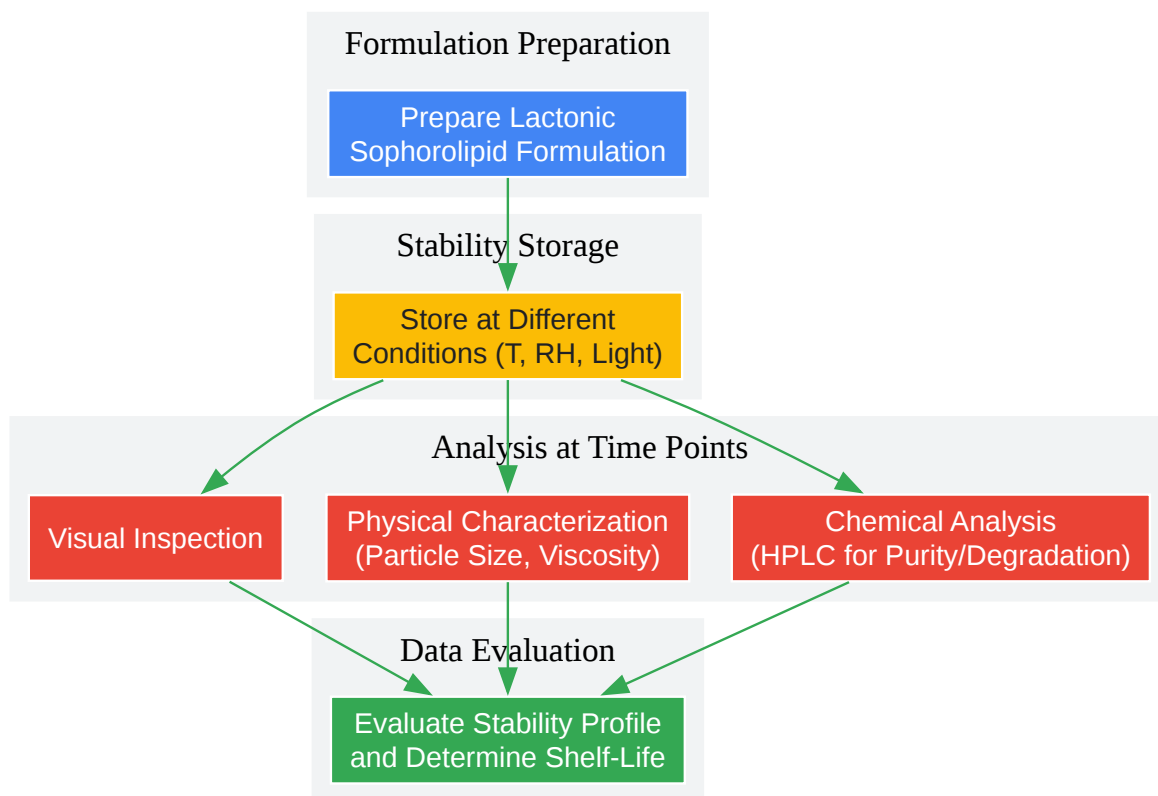 Formulation Preparation
Prepare Lactonic
Sophorolipid Formulation
Stability Storage
Store at Different
Conditions (T, RH, Light)
Analysis at Time Points
Visual Inspection
Physical Characterization
(Particle Size, Viscosity)
Chemical Analysis
(HPLC for Purity/Degradation)
Data Evaluation
Evaluate Stability Profile
and Determine Shelf-Life